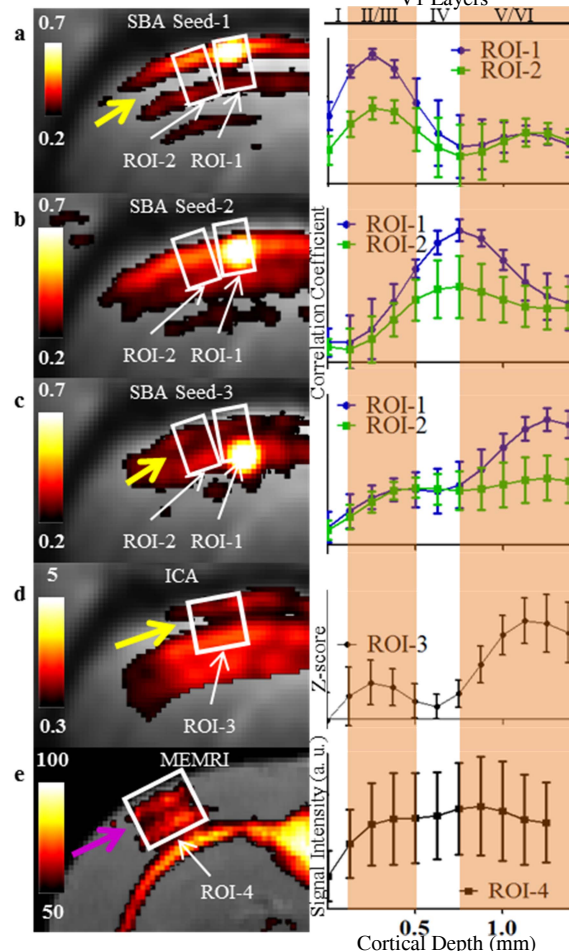 V1 Layers
I II/III IV V/VI
a
0.7
SBA Seed-1
0.2
ROI-2 ROI-1
ROI-1
ROI-2
b
0.7
SBA Seed-2
0.2
ROI-2 ROI-1
ROI-1
ROI-2
Correlation Coefficient
c
0.7
SBA Seed-3
0.2
ROI-2 ROI-1
ROI-1
ROI-2
d
5
ICA
0.3
ROI-3
Z-score
ROI-3
e
100
MEMRI
50
ROI-4
Signal Intensity (a. u.)
ROI-4
0.5 1.0
Cortical Depth (mm)